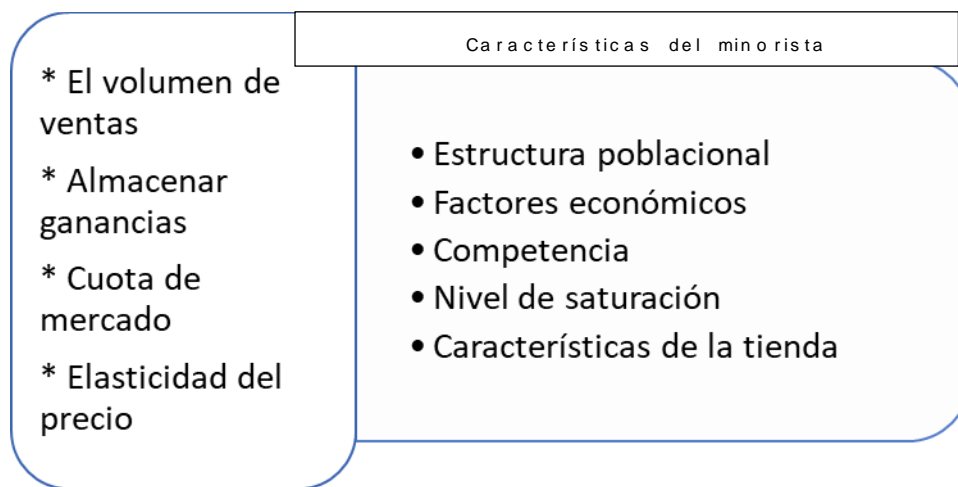 Características del minorista
* El volumen de
ventas
* Almacenar
ganancias
* Cuota de
mercado
* Elasticidad del
precio
• Estructura poblacional
• Factores económicos
• Competencia
• Nivel de saturación
• Características de la tienda